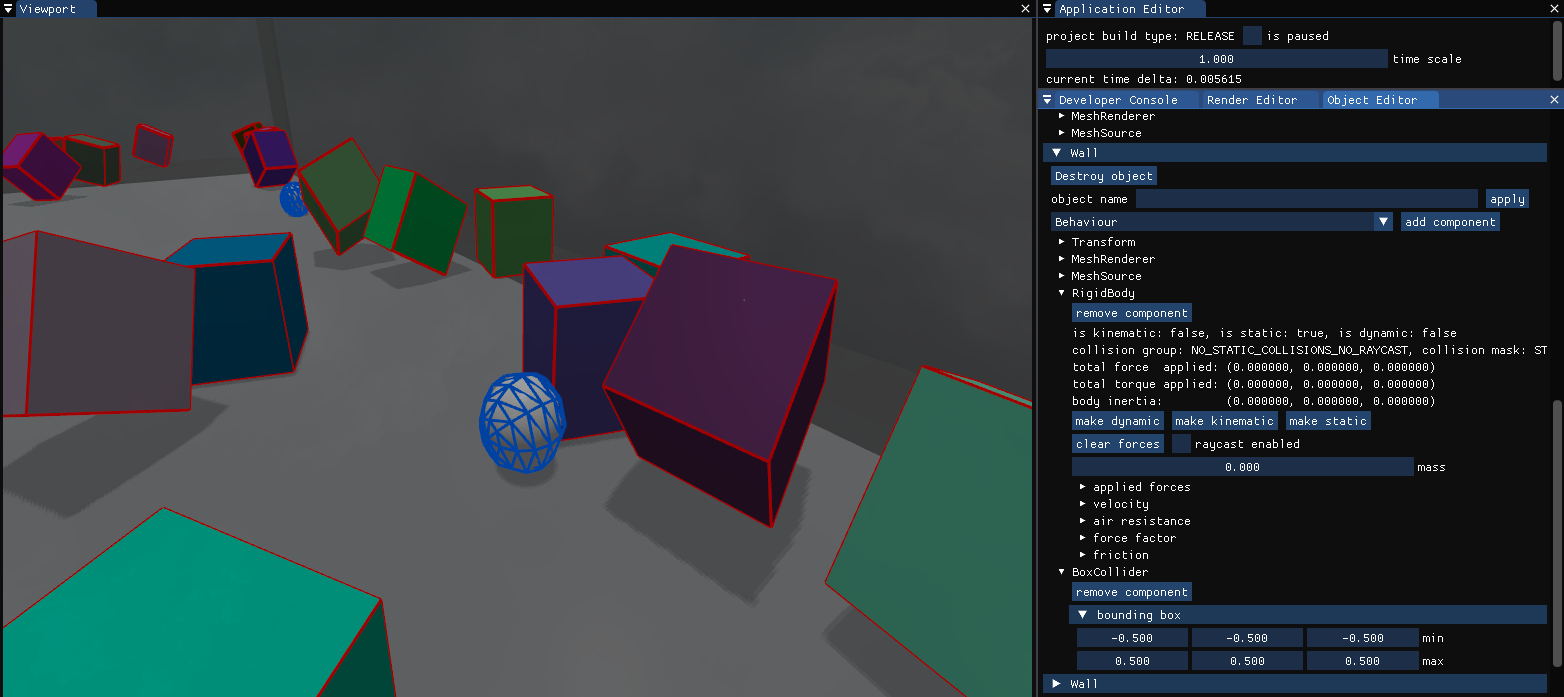 Viewport
Application Editor
project build type: RELEASE is paused
1.000 time scale
current time delta: 0.005615
Developer Console Render Editor Object Editor
MeshRenderer
MeshSource
Wall
Destroy object
object name apply
Behaviour add component
Transform
MeshRenderer
MeshSource
RigidBody
remove component
is kinematic: false, is static: true, is dynamic: false
collision group: NO_STATIC_COLLISIONS_NO_RAYCAST, collision mask: ST
total force applied: (0.000000, 0.000000, 0.000000)
total torque applied: (0.000000, 0.000000, 0.000000)
body inertia: (0.000000, 0.000000, 0.000000)
make dynamic make kinematic make static
clear forces raycast enabled
0.000 mass
applied forces
velocity
air resistance
force factor
friction
BoxCollider
remove component
bounding box
-0.500 -0.500 -0.500 min
0.500 0.500 0.500 max
Wall